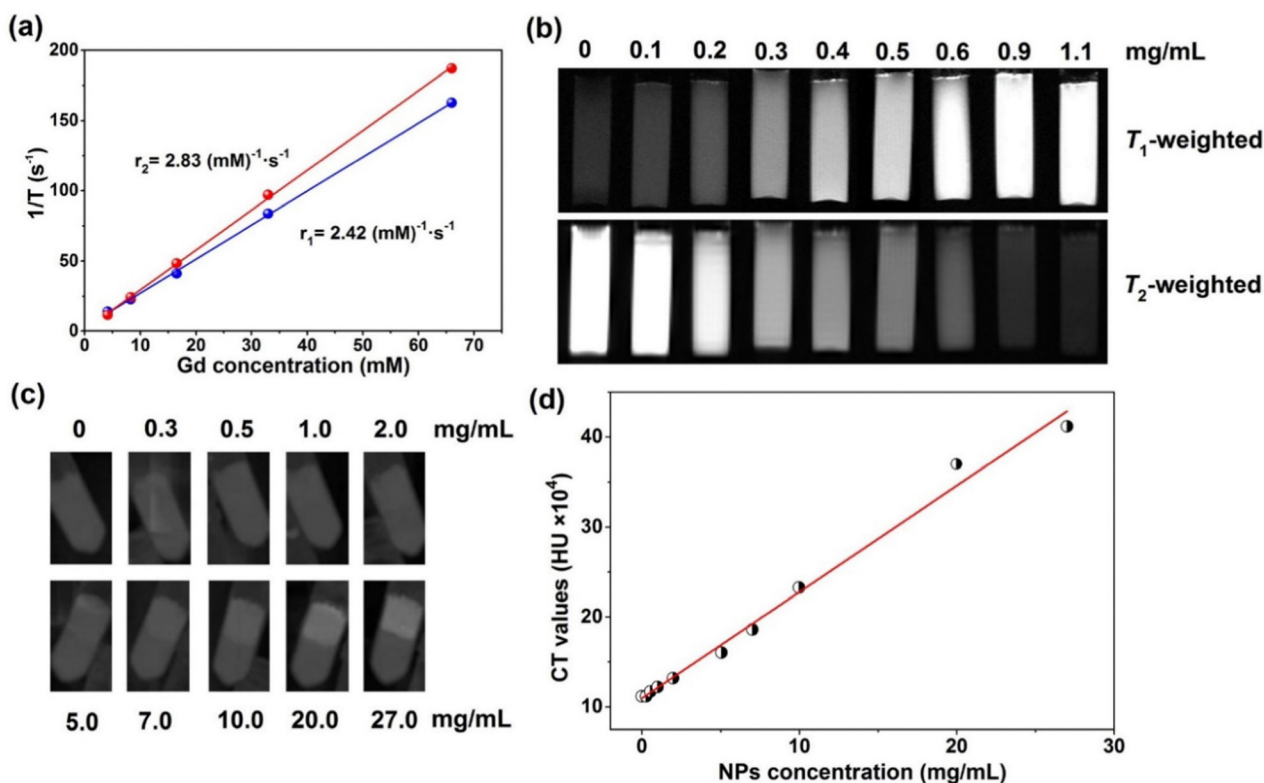 (a)
200
150
100
50
0
0 10 20 30 40 50 60 70
1/T (s⁻¹)
Gd concentration (mM)
r₂= 2.83 (mM)⁻¹·s⁻¹
r₁= 2.42 (mM)⁻¹·s⁻¹
(b)
0 0.1 0.2 0.3 0.4 0.5 0.6 0.9 1.1 mg/mL
T₁-weighted
T₂-weighted
(c)
0 0.3 0.5 1.0 2.0 mg/mL
5.0 7.0 10.0 20.0 27.0 mg/mL
(d)
40
30
20
10
0 10 20 30
CT values (HU ×10⁴)
NPs concentration (mg/mL)